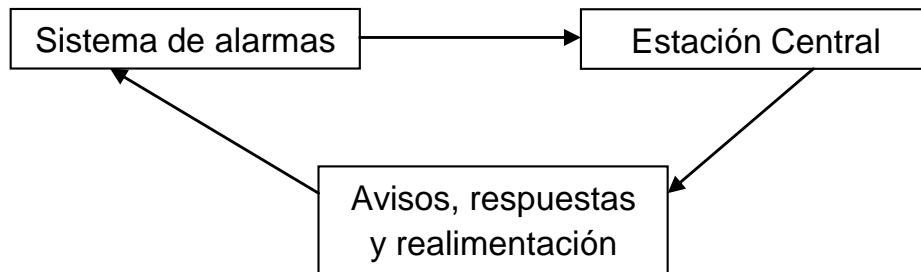 Sistema de alarmas
Estación Central
Avisos, respuestas
y realimentación